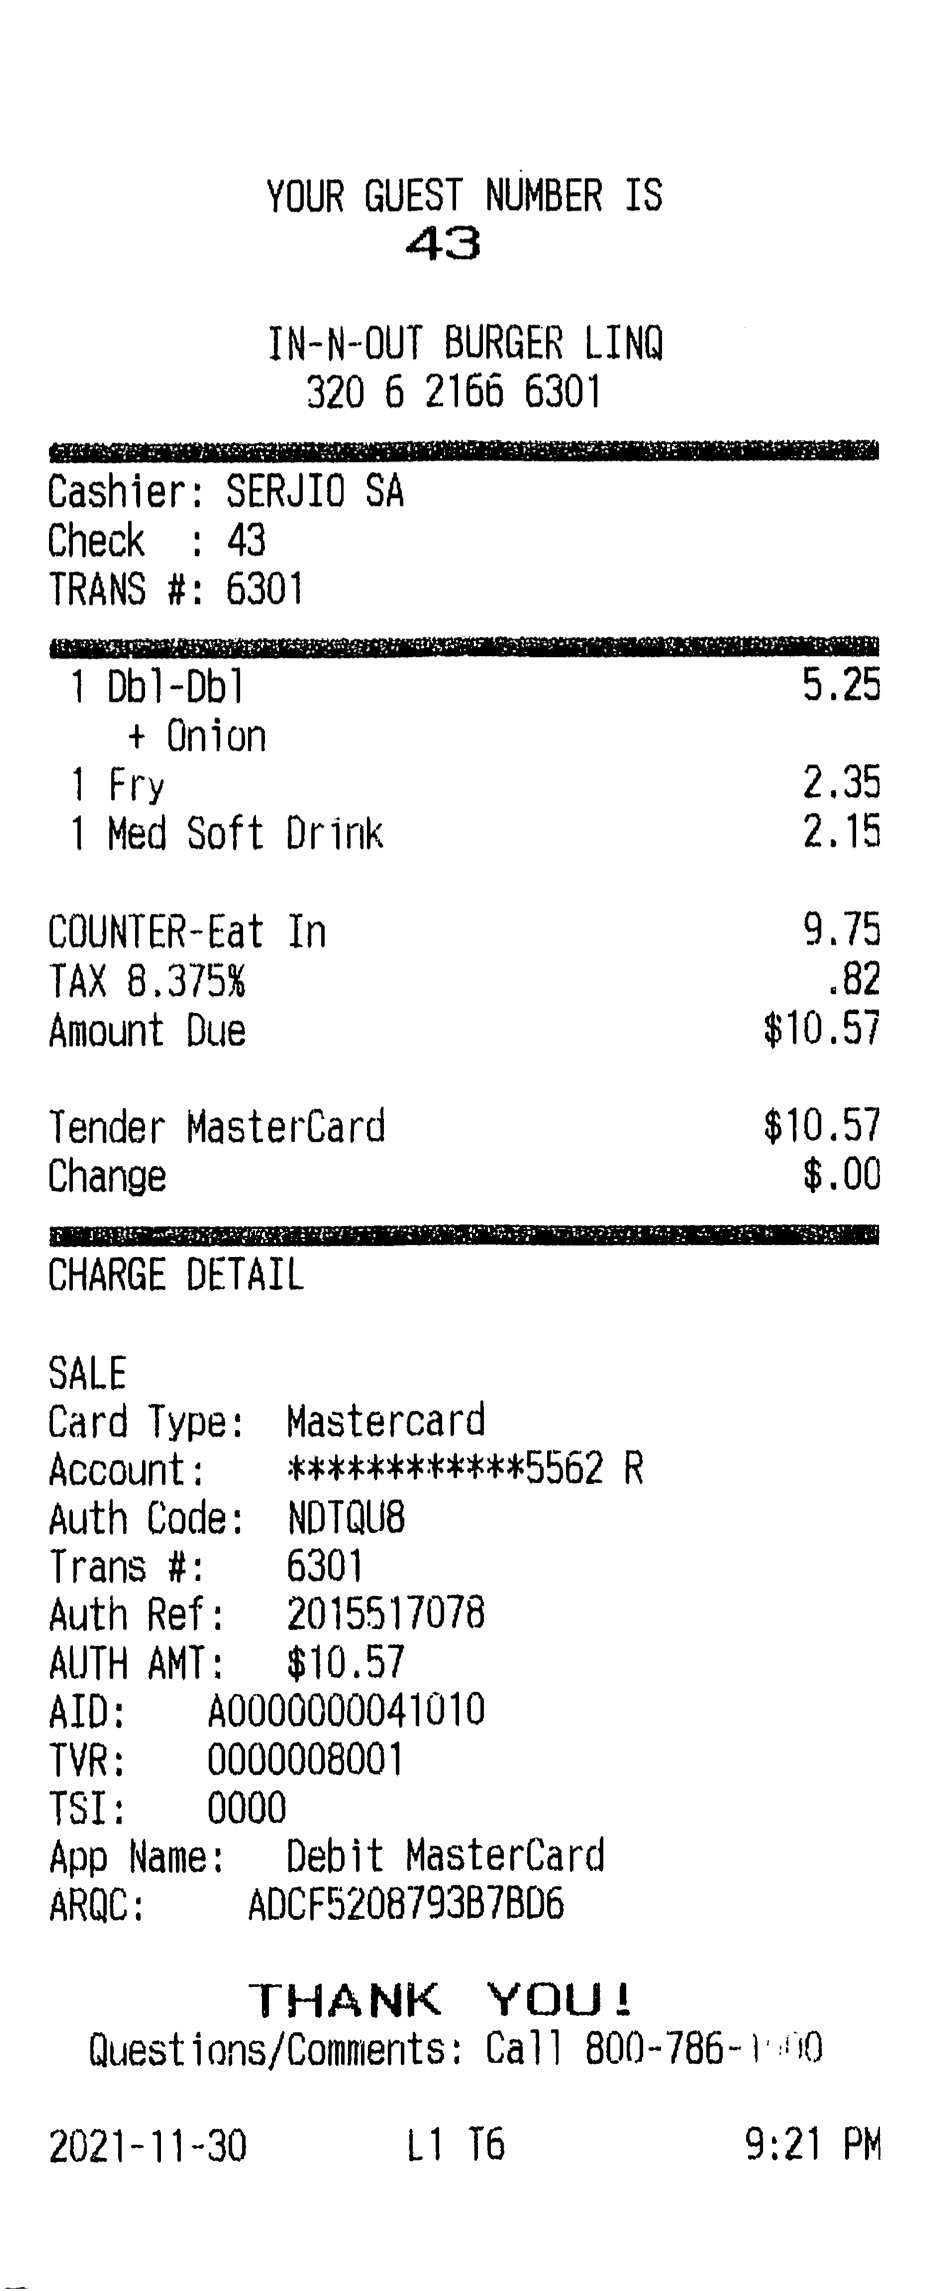 YOUR GUEST NUMBER IS
43
IN-N-OUT BURGER LINQ
320 6 2166 6301
Cashier: SERJIO SA
Check : 43
TRANS #: 6301
1 Dbl-Dbl 5.25
+ Onion
1 Fry 2.35
1 Med Soft Drink 2.15
COUNTER-Eat In 9.75
TAX 8.375% .82
Amount Due $10.57
Tender MasterCard $10.57
Change $.00
CHARGE DETAIL
SALE
Card Type: Mastercard
Account: ************5562 R
Auth Code: NDTQU8
Trans #: 6301
Auth Ref: 2015517078
AUTH AMT: $10.57
AID: A0000000041010
TVR: 0000008001
TSI: 0000
App Name: Debit MasterCard
ARQC: ADCF5208793B7BD6
THANK YOU!
Questions/Comments: Call
2021-11-30 L1 T6 9:21 PM